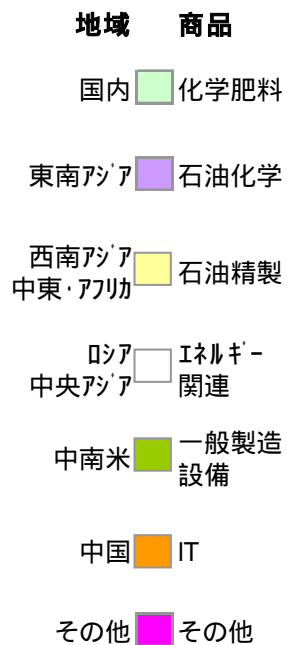 地域 商品
国内 化学肥料
東南ｱｼﾞｱ 石油化学
西南ｱｼﾞｱ
中東･ｱﾌﾘｶ 石油精製
ﾛｼｱ ｴﾈﾙｷﾞｰ
中央ｱｼﾞｱ 関連
中南米 一般製造
設備
中国 IT
その他 その他